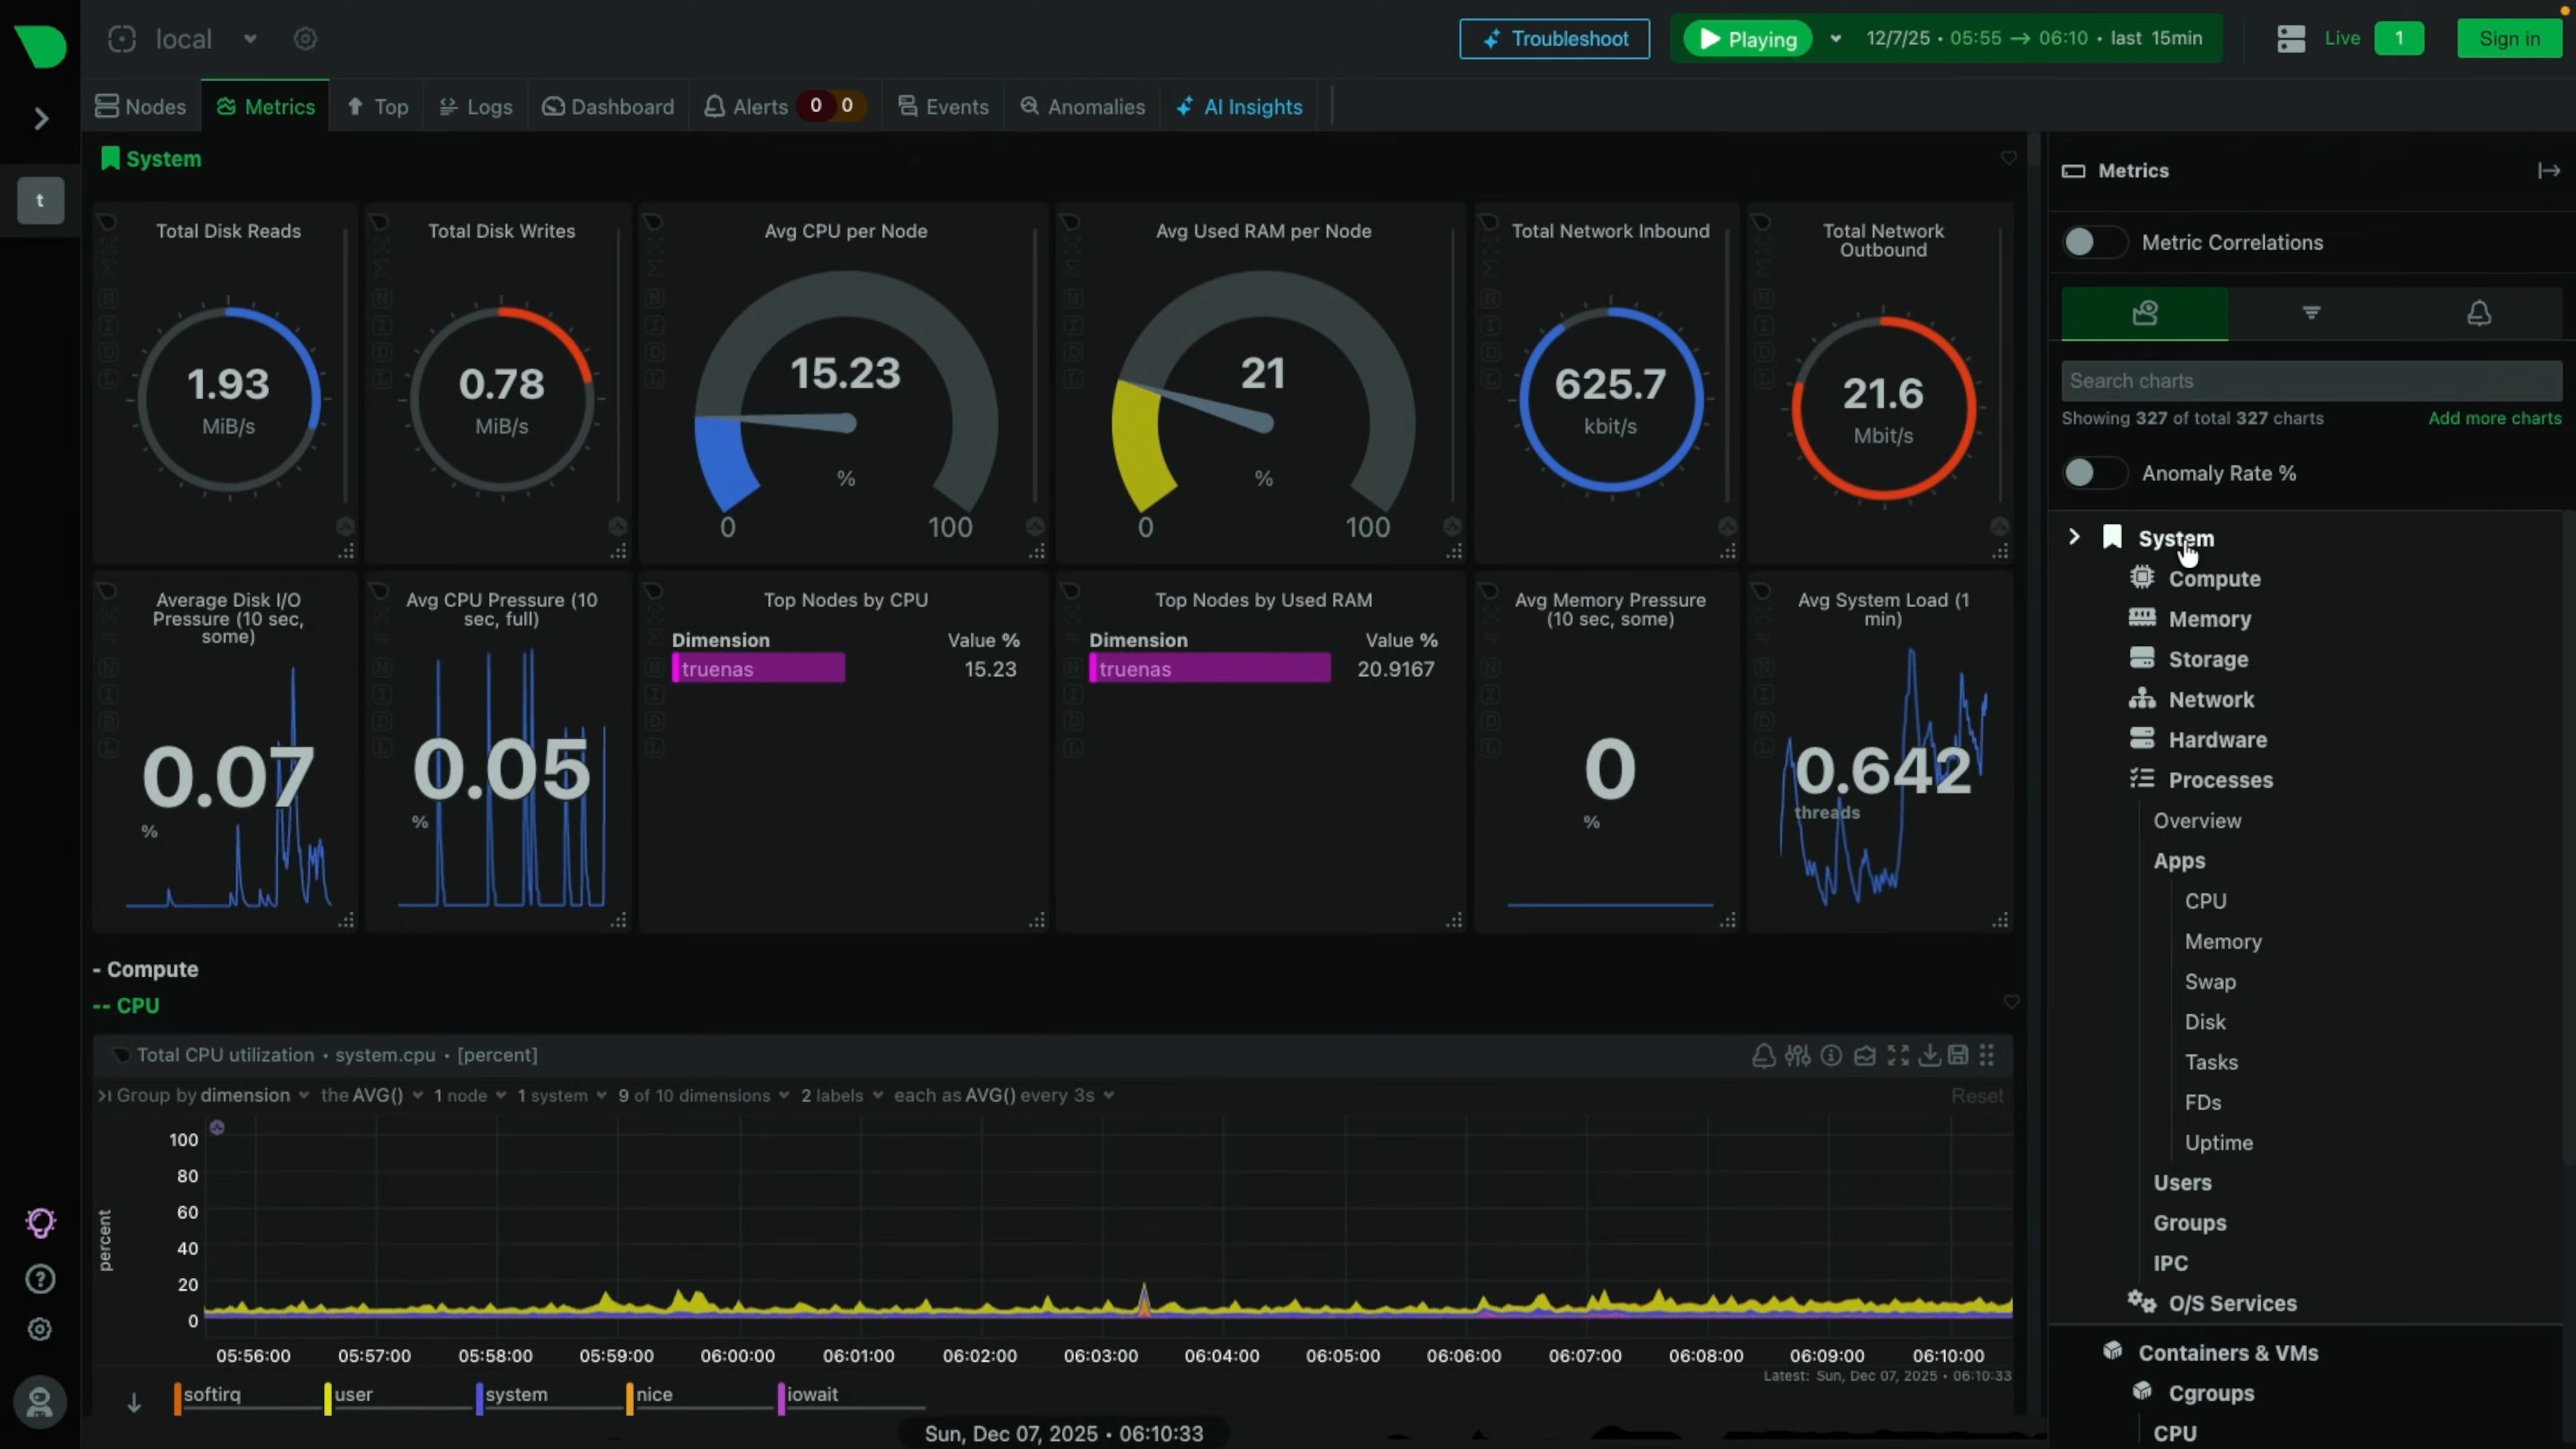 local
Troubleshoot
Playing
12/7/25 • 05:55 → 06:10 • last 15min
Live
1
Sign in
Nodes
Metrics
Top
Logs
Dashboard
Alerts
0
0
Events
Anomalies
AI Insights
t
System
Total Disk Reads
1.93
MiB/s
Total Disk Writes
0.78
MiB/s
Avg CPU per Node
15.23
%
0
100
Avg Used RAM per Node
21
%
0
100
Total Network Inbound
625.7
kbit/s
Total Network
Outbound
21.6
Mbit/s
Average Disk I/O
Pressure (10 sec,
some)
0.07
%
Avg CPU Pressure (10
sec, full)
0.05
%
Top Nodes by CPU
Dimension Value %
truenas 15.23
Top Nodes by Used RAM
Dimension Value %
truenas 20.9167
Avg Memory Pressure
(10 sec, some)
0
%
Avg System Load (1
min)
0.642
threads
- Compute
-- CPU
Total CPU utilization • system.cpu • [percent]
Group by dimension the AVG() 1 node 1 system 9 of 10 dimensions 2 labels each as AVG() every 3s
Reset
percent
100
80
60
40
20
0
05:56:00 05:57:00 05:58:00 05:59:00 06:00:00 06:01:00 06:02:00 06:03:00 06:04:00 06:05:00 06:06:00 06:07:00 06:08:00 06:09:00 06:10:00
Latest: Sun, Dec 07, 2025 • 06:10:33
softirq
user
system
nice
iowait
Sun, Dec 07, 2025 • 06:10:33
Metrics
Metric Correlations
Search charts
Showing 327 of total 327 charts
Add more charts
Anomaly Rate %
System
Compute
Memory
Storage
Network
Hardware
Processes
Overview
Apps
CPU
Memory
Swap
Disk
Tasks
FDs
Uptime
Users
Groups
IPC
O/S Services
Containers & VMs
Cgroups
CPU